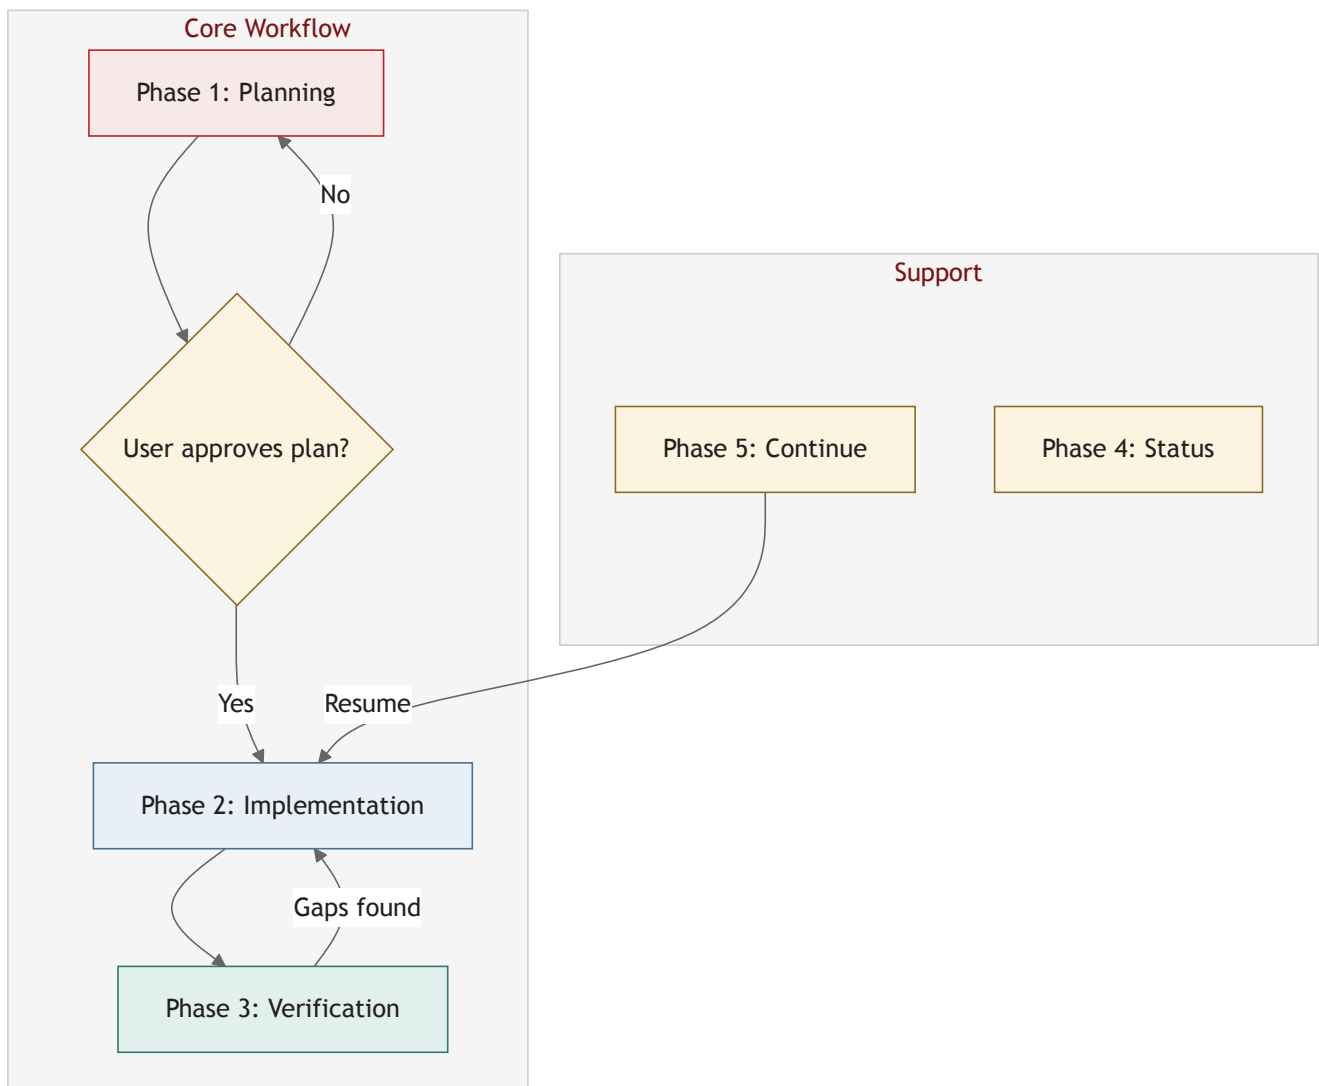 Core Workflow
Phase 1: Planning
No
User approves plan?
Yes
Resume
Phase 2: Implementation
Gaps found
Phase 3: Verification
Support
Phase 5: Continue
Phase 4: Status